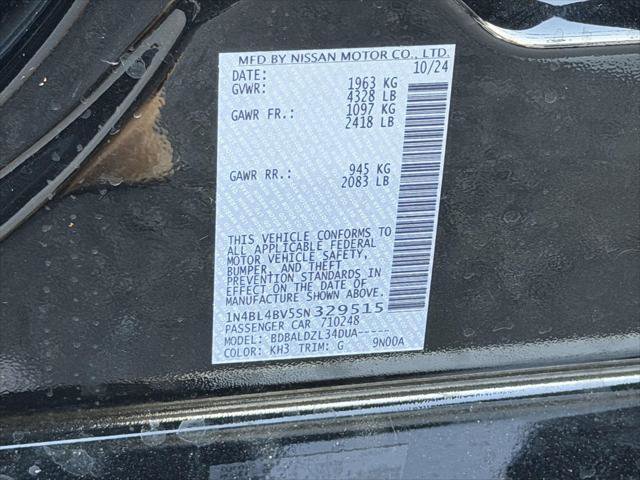 MFD BY NISSAN MOTOR CO., LTD.
DATE: 10/24
GVWR: 1963 KG
4328 LB
GAWR FR.: 1097 KG
2418 LB
GAWR RR.: 945 KG
2083 LB
THIS VEHICLE CONFORMS TO
ALL APPLICABLE FEDERAL
MOTOR VEHICLE SAFETY,
BUMPER, AND THEFT
PREVENTION STANDARDS IN
EFFECT ON THE DATE OF
MANUFACTURE SHOWN ABOVE.
1N4BL4BV5SN329515
PASSENGER CAR 710248
MODEL: BDBALDZL34DUA-----
COLOR: KH3 TRIM: G 9N00A